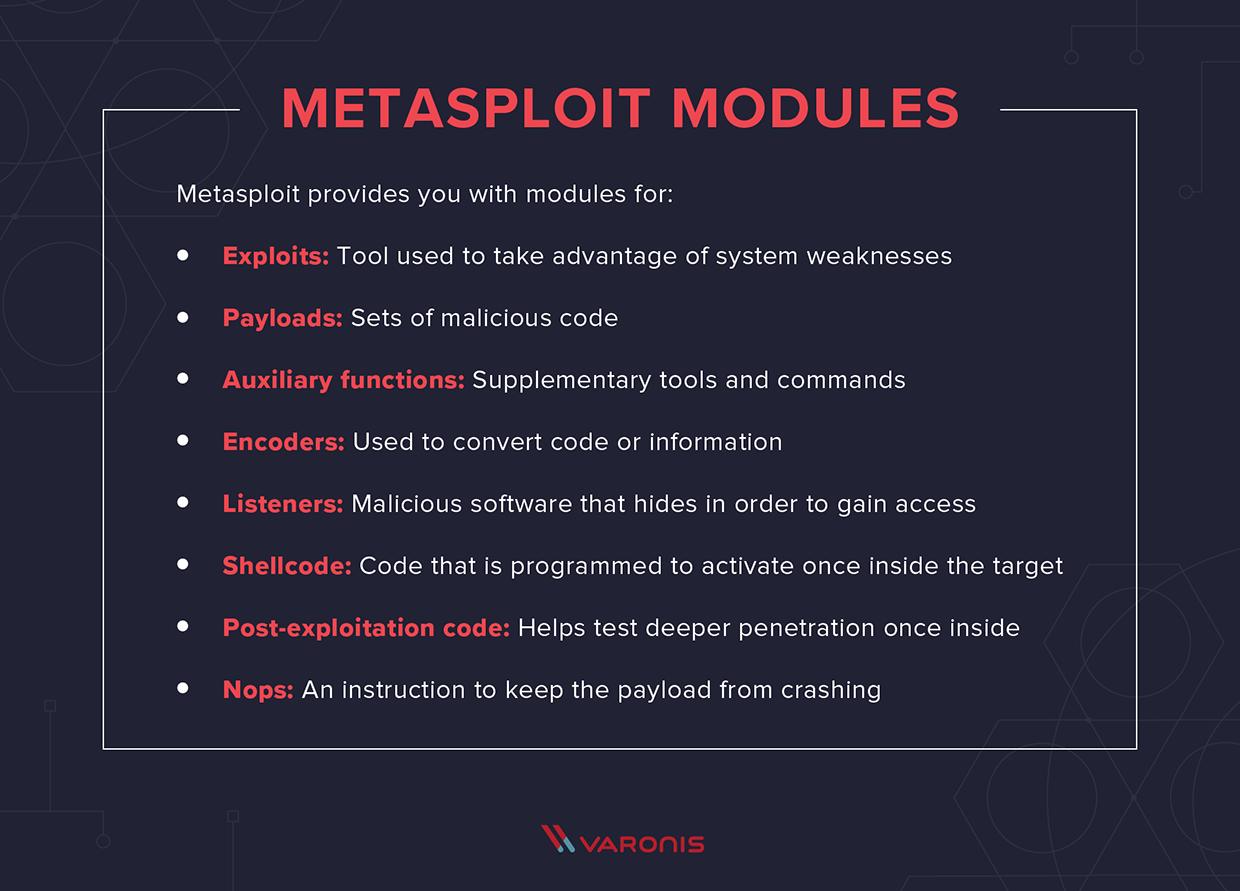 METASPLOIT MODULES
Metasploit provides you with modules for:
• Exploits: Tool used to take advantage of system weaknesses
• Payloads: Sets of malicious code
• Auxiliary functions: Supplementary tools and commands
• Encoders: Used to convert code or information
• Listeners: Malicious software that hides in order to gain access
• Shellcode: Code that is programmed to activate once inside the target
• Post-exploitation code: Helps test deeper penetration once inside
• Nops: An instruction to keep the payload from crashing
VARONIS